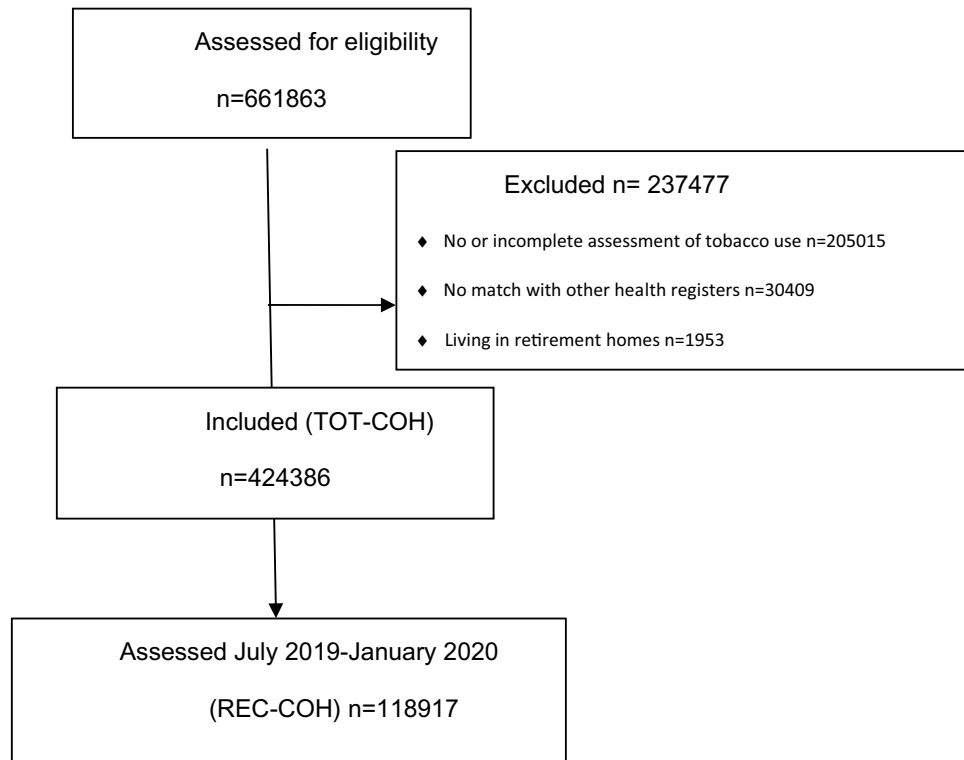 Assessed for eligibility
n=661863
Excluded n= 237477
♦ No or incomplete assessment of tobacco use n=205015
♦ No match with other health registers n=30409
♦ Living in retirement homes n=1953
Included (TOT-COH)
n=424386
Assessed July 2019-January 2020
(REC-COH) n=118917